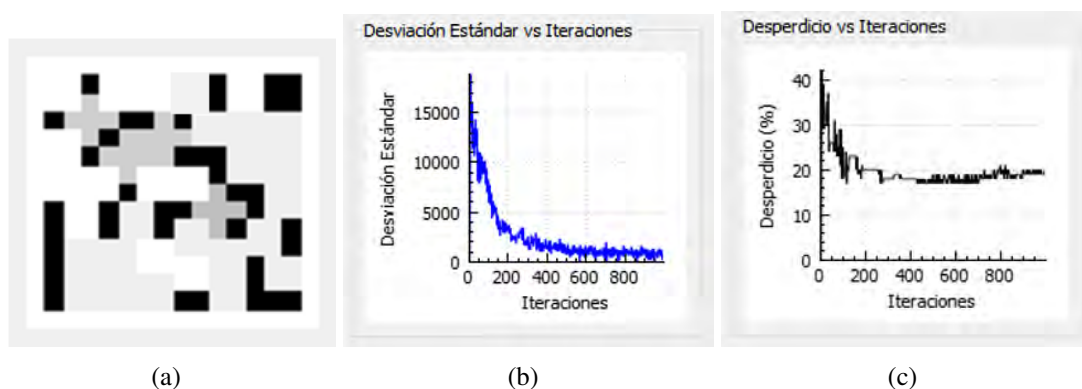 Desviación Estándar vs Iteraciones
Desviación Estándar
15000
10000
5000
0
0 200 400 600 800
Iteraciones
Desperdicio vs Iteraciones
Desperdicio (%)
40
30
20
10
0
0 200 400 600 800
Iteraciones
(a) (b) (c)